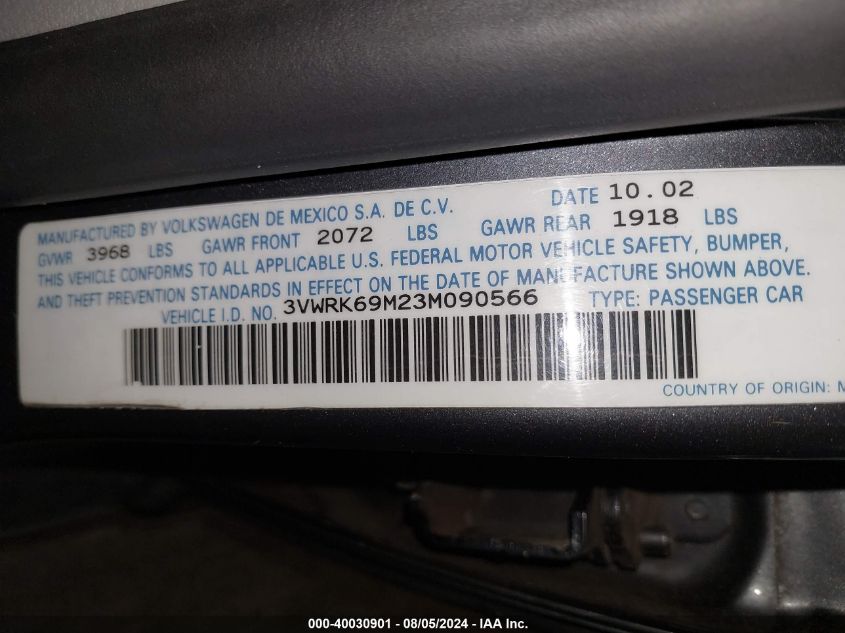 MANUFACTURED BY VOLKSWAGEN DE MEXICO S.A. DE C.V. DATE 10.02
GVWR 3968 LBS GAWR FRONT 2072 LBS GAWR REAR 1918 LBS
THIS VEHICLE CONFORMS TO ALL APPLICABLE U.S. FEDERAL MOTOR VEHICLE SAFETY, BUMPER,
AND THEFT PREVENTION STANDARDS IN EFFECT ON THE DATE OF MANUFACTURE SHOWN ABOVE.
VEHICLE I.D. NO. 3VWRK69M23M090566 TYPE: PASSENGER CAR
COUNTRY OF ORIGIN: M
000-40030901 - 08/05/2024 - IAA Inc.